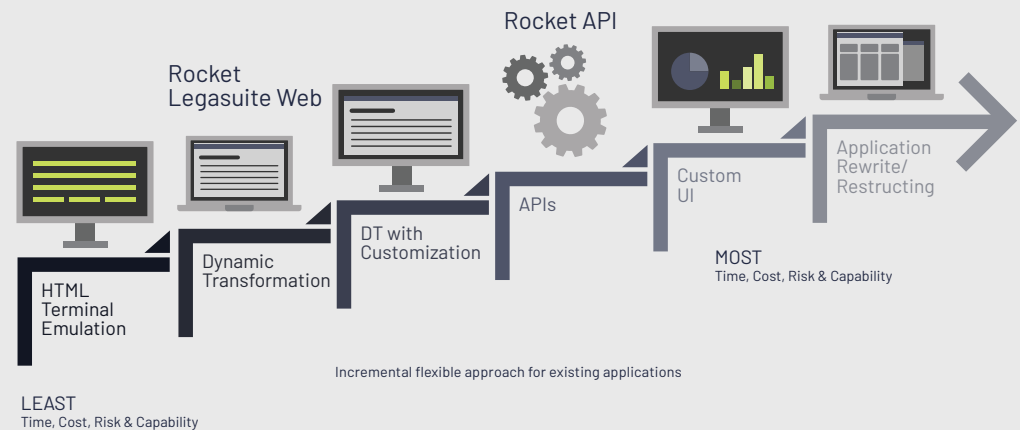 Rocket API
Rocket
Legasuite Web
HTML
Terminal
Emulation
Dynamic
Transformation
DT with
Customization
APIs
Custom
UI
Application
Rewrite/
Restructing
MOST
Time, Cost, Risk & Capability
Incremental flexible approach for existing applications
LEAST
Time, Cost, Risk & Capability